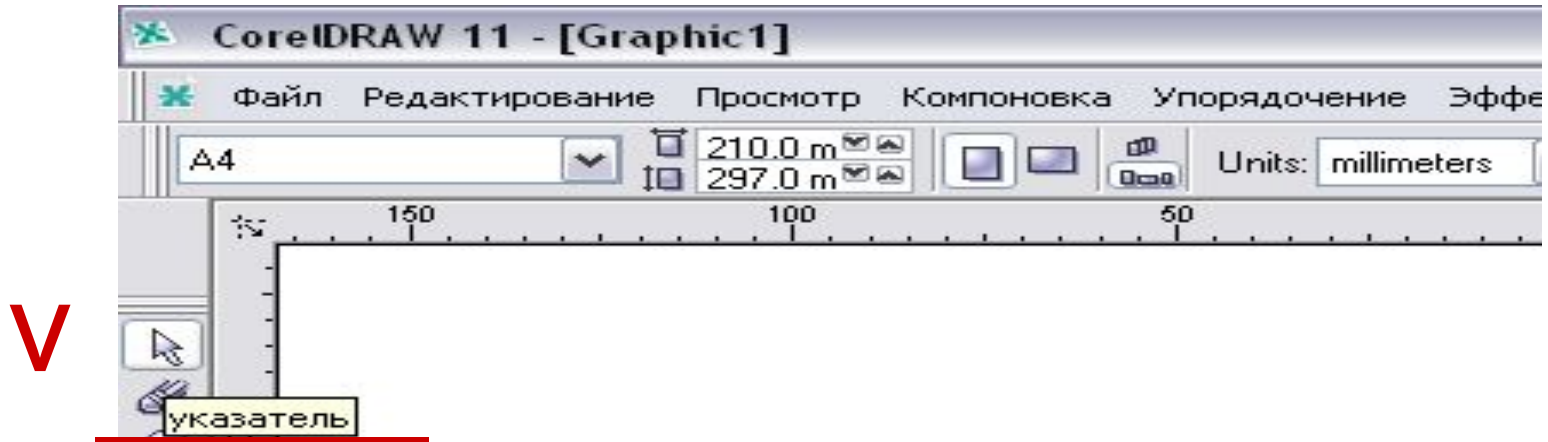 CorelDRAW 11 - [Graphic1]
Файл Редактирование Просмотр Компоновка Упорядочение Эффе
A4 210.0 m Units: millimeters
297.0 m
150 100 50
V
указатель